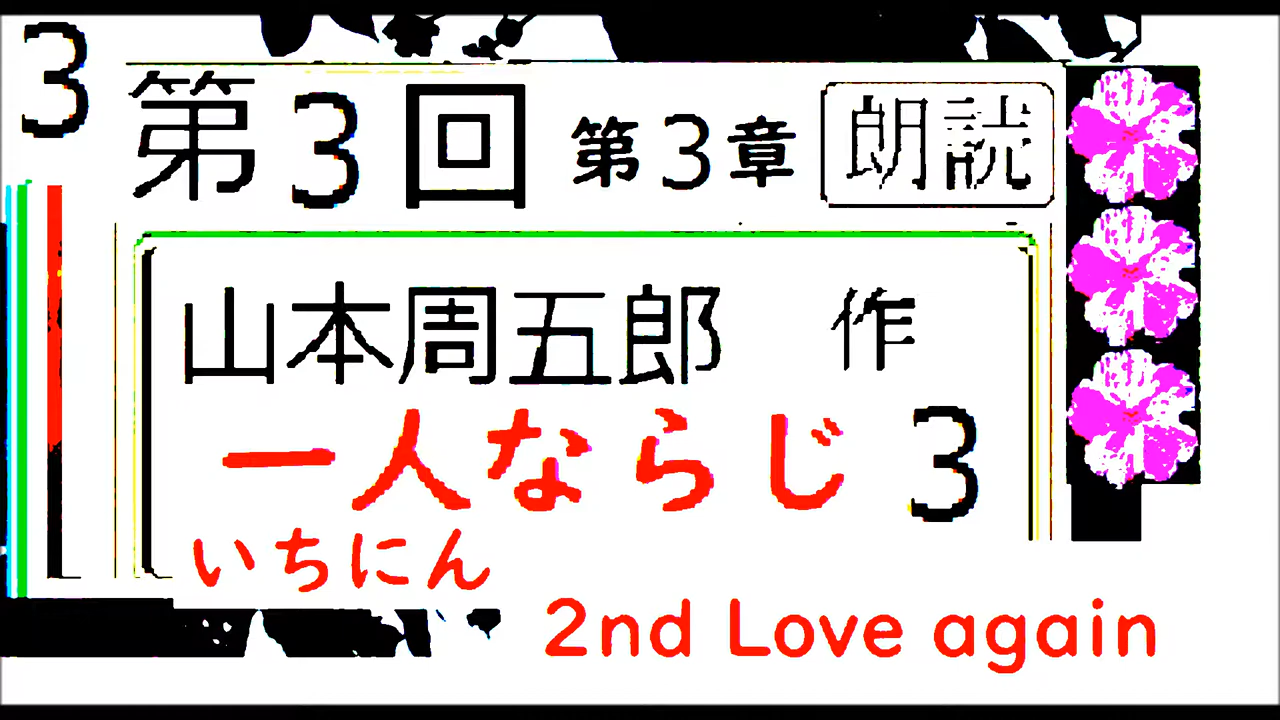 3
第3回 第3章 朗読
山本周五郎 作
一人ならじ 3
いちにん
2nd Love again